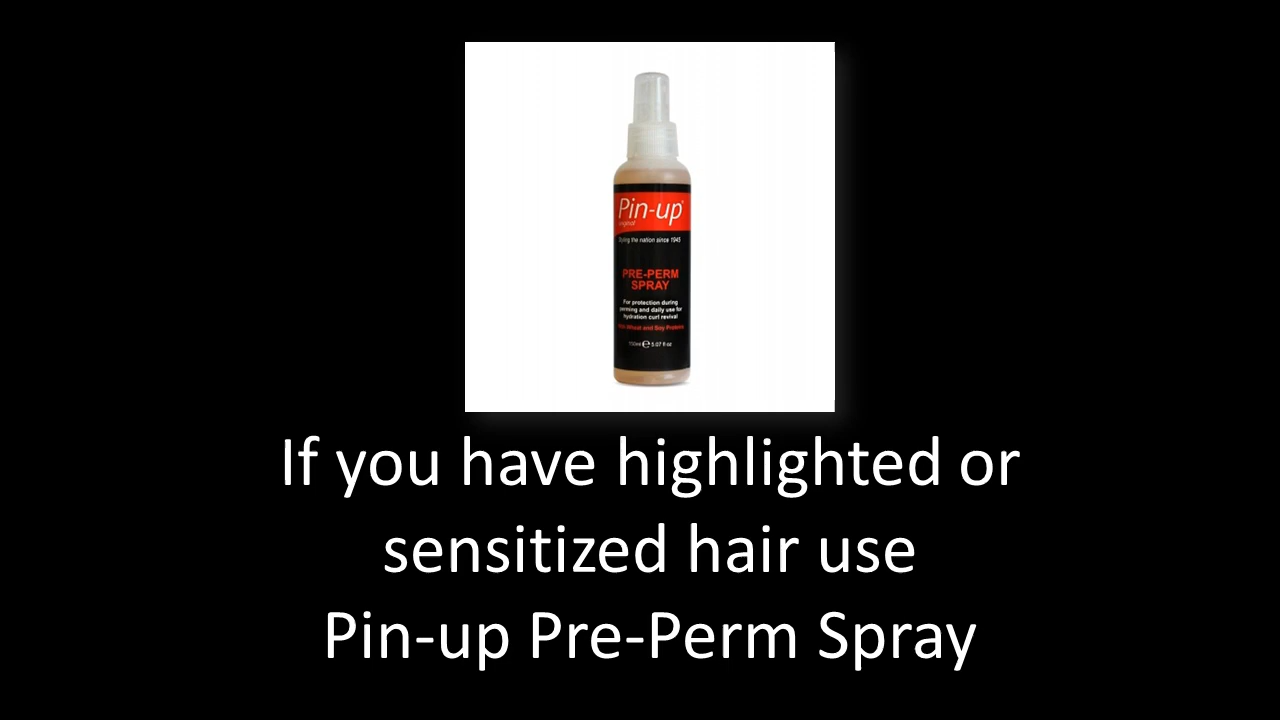 Pin-up
original
Styling the nation since 1945
PRE-PERM
SPRAY
For protection during
perming and daily use for
hydration curl revival
With Wheat and Soy Proteins
150ml e 5.07 fl oz
If you have highlighted or
sensitized hair use
Pin-up Pre-Perm Spray